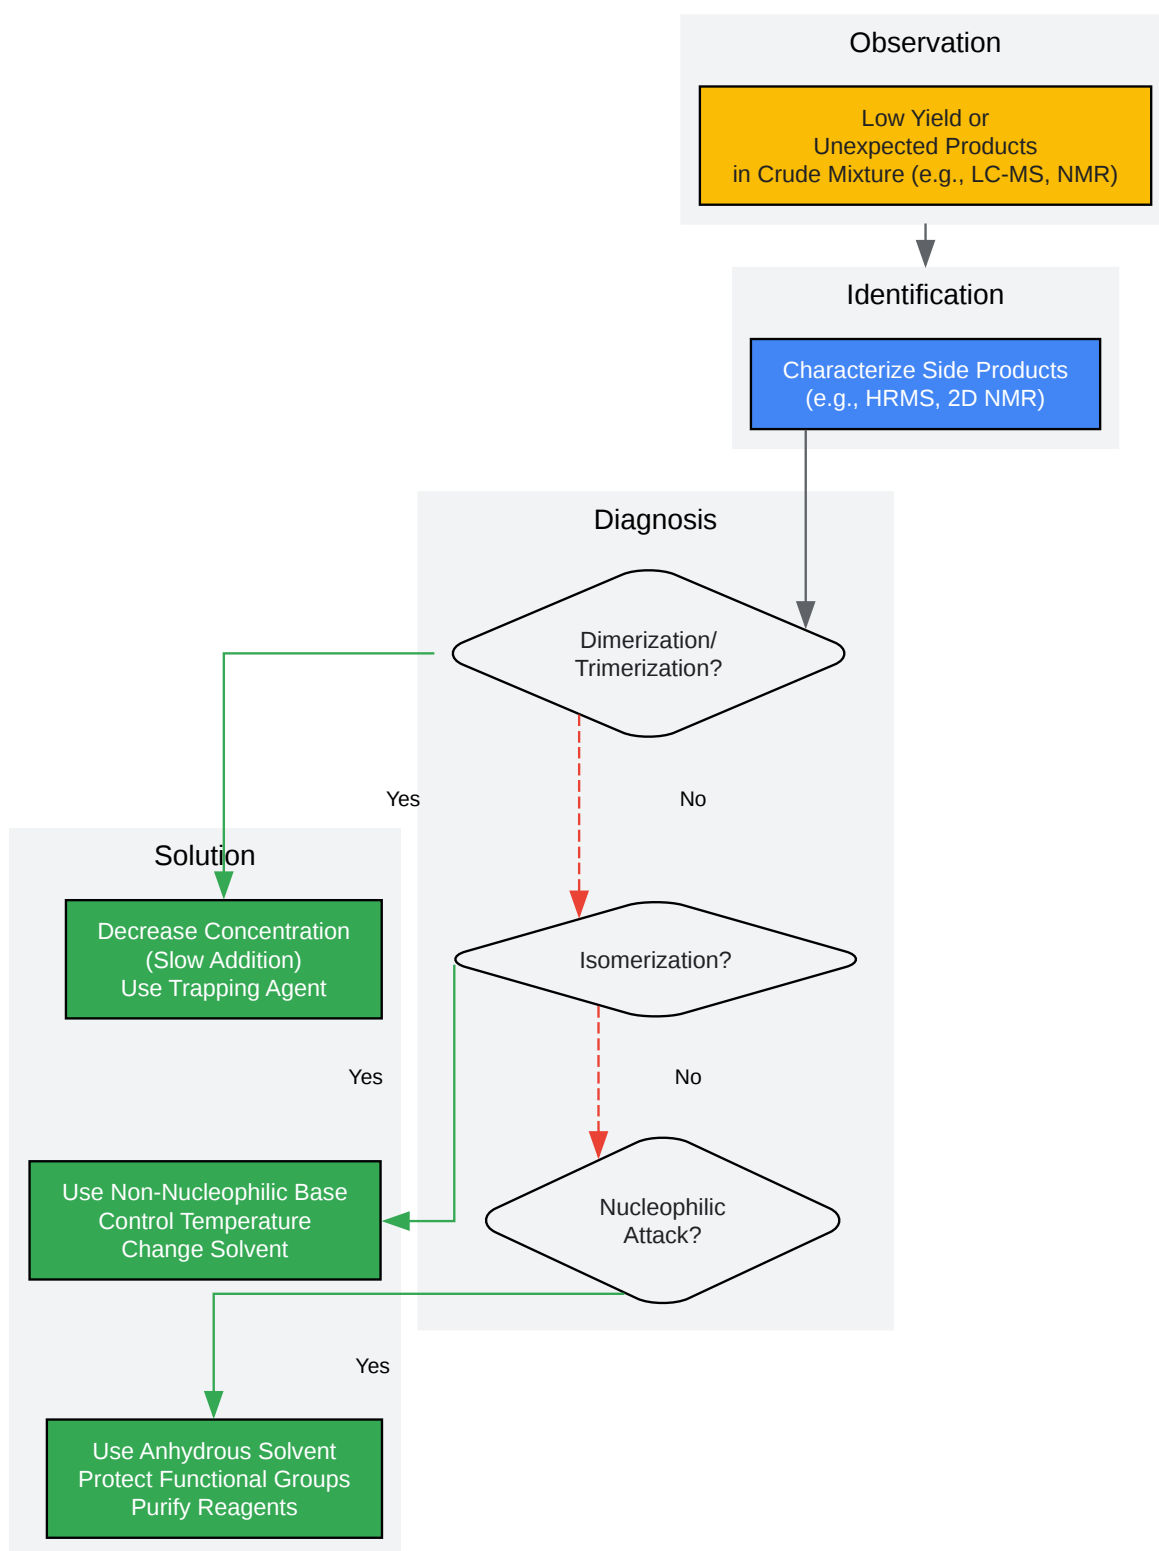 Observation
Low Yield or
Unexpected Products
in Crude Mixture (e.g., LC-MS, NMR)
Identification
Characterize Side Products
(e.g., HRMS, 2D NMR)
Diagnosis
Dimerization/
Trimerization?
Yes
No
Solution
Decrease Concentration
(Slow Addition)
Use Trapping Agent
Isomerization?
Yes
No
Use Non-Nucleophilic Base
Control Temperature
Change Solvent
Nucleophilic
Attack?
Yes
Use Anhydrous Solvent
Protect Functional Groups
Purify Reagents